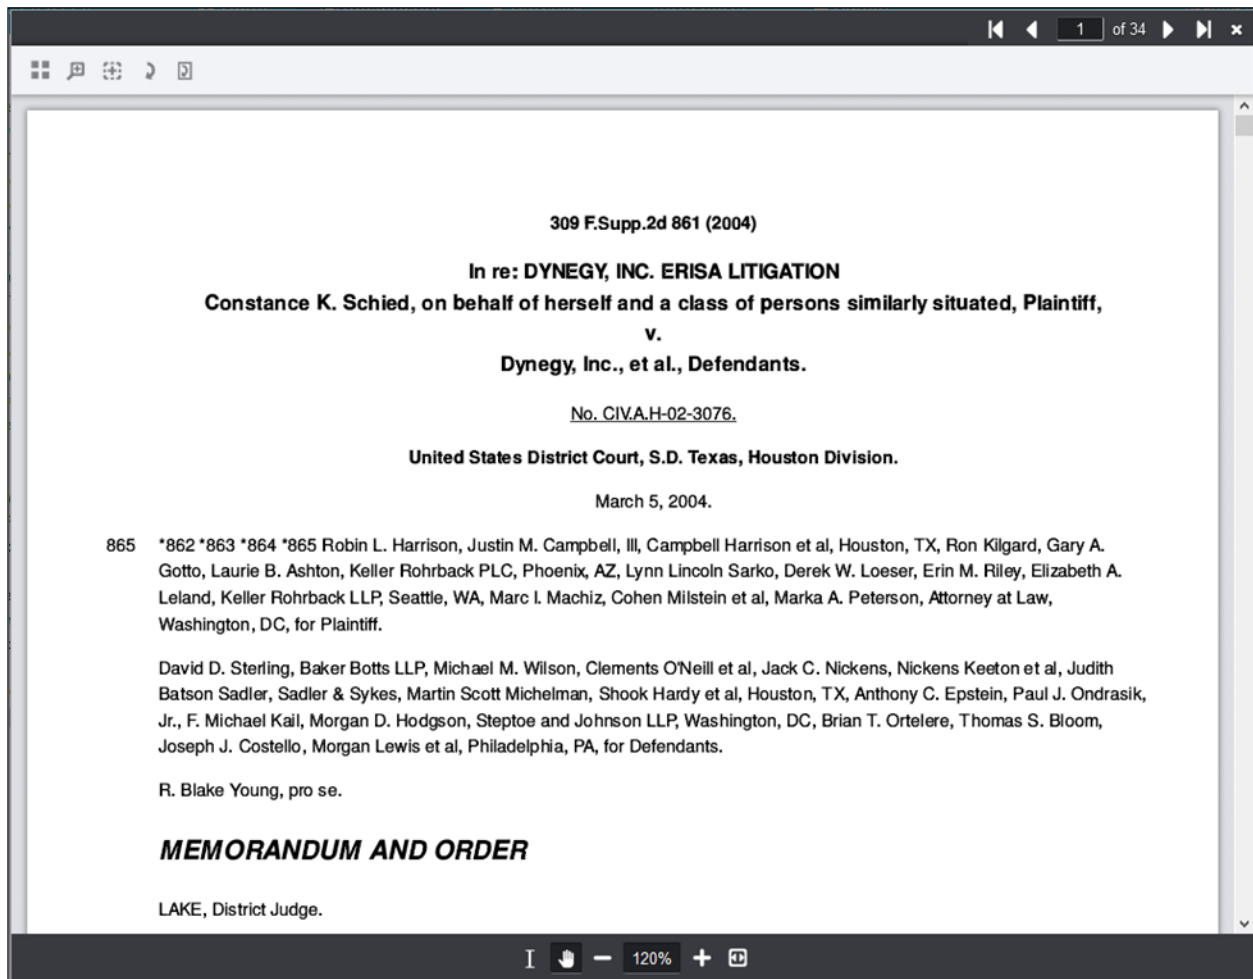 1 of 34
309 F.Supp.2d 861 (2004)
In re: DYNEGY, INC. ERISA LITIGATION
Constance K. Schied, on behalf of herself and a class of persons similarly situated, Plaintiff,
v.
Dynegy, Inc., et al., Defendants.
No. CIV.A.H-02-3076.
United States District Court, S.D. Texas, Houston Division.
March 5, 2004.
865 *862 *863 *864 *865 Robin L. Harrison, Justin M. Campbell, III, Campbell Harrison et al, Houston, TX, Ron Kilgard, Gary A.
Gotto, Laurie B. Ashton, Keller Rohrback PLC, Phoenix, AZ, Lynn Lincoln Sarko, Derek W. Loeser, Erin M. Riley, Elizabeth A.
Leland, Keller Rohrback LLP, Seattle, WA, Marc I. Machiz, Cohen Milstein et al, Marka A. Peterson, Attorney at Law,
Washington, DC, for Plaintiff.
David D. Sterling, Baker Botts LLP, Michael M. Wilson, Clements O'Neill et al, Jack C. Nickens, Nickens Keeton et al, Judith
Batson Sadler, Sadler & Sykes, Martin Scott Michelman, Shook Hardy et al, Houston, TX, Anthony C. Epstein, Paul J. Ondrasik,
Jr., F. Michael Kail, Morgan D. Hodgson, Steptoe and Johnson LLP, Washington, DC, Brian T. Ortelere, Thomas S. Bloom,
Joseph J. Costello, Morgan Lewis et al, Philadelphia, PA, for Defendants.
R. Blake Young, pro se.
MEMORANDUM AND ORDER
LAKE, District Judge.
120%